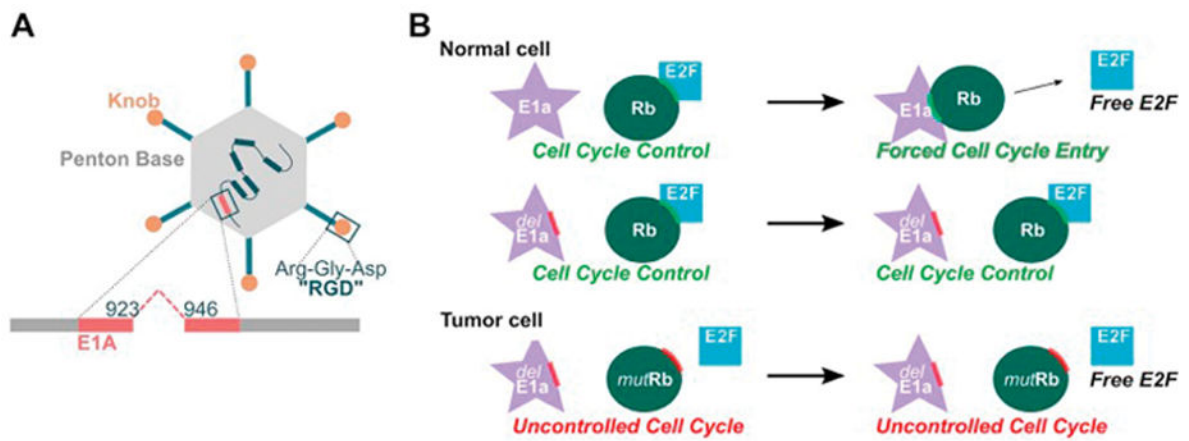 A
Knob
Penton Base
Arg-Gly-Asp
"RGD"
923
946
E1A
B
Normal cell
E1a
Rb
E2F
E1a
Rb
E2F
Free E2F
Cell Cycle Control
Forced Cell Cycle Entry
del
E1a
Rb
E2F
del
E1a
Rb
E2F
Cell Cycle Control
Cell Cycle Control
Tumor cell
del
E1a
mutRb
E2F
del
E1a
mutRb
E2F
Free E2F
Uncontrolled Cell Cycle
Uncontrolled Cell Cycle